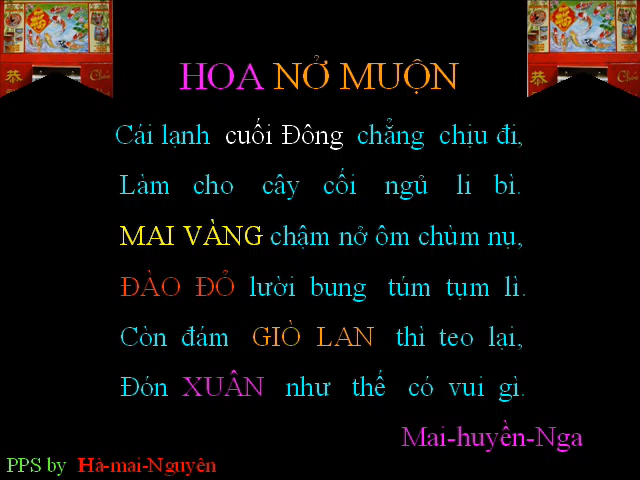 HOA NỞ MUỘN
Cái lạnh cuối Đông chẳng chịu đi,
Làm cho cây cối ngủ li bì.
MAI VÀNG chậm nở ôm chùm nụ,
ĐÀO ĐỎ lười bung túm tụm lì.
Còn đám GIÒ LAN thì teo lại,
Đón XUÂN như thế có vui gì.
Mai-huyền-Nga
PPS by Hà-mai-Nguyên
恭
恭